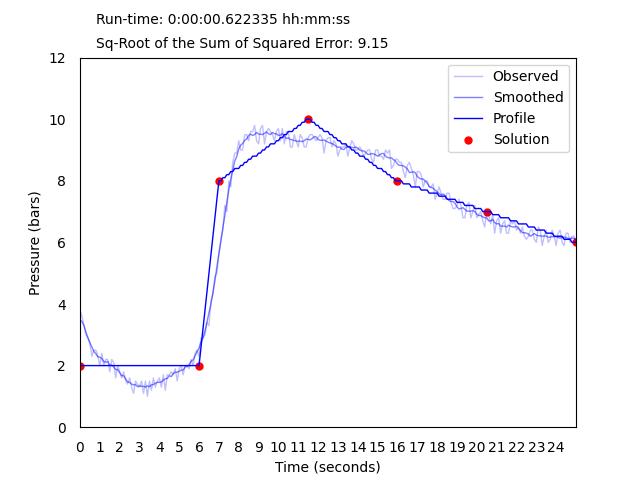 Run-time: 0:00:00.622335 hh:mm:ss
Sq-Root of the Sum of Squared Error: 9.15
12
10
8
6
4
2
0
Pressure (bars)
Observed
Smoothed
Profile
Solution
0 1 2 3 4 5 6 7 8 9 10 11 12 13 14 15 16 17 18 19 20 21 22 23 24
Time (seconds)